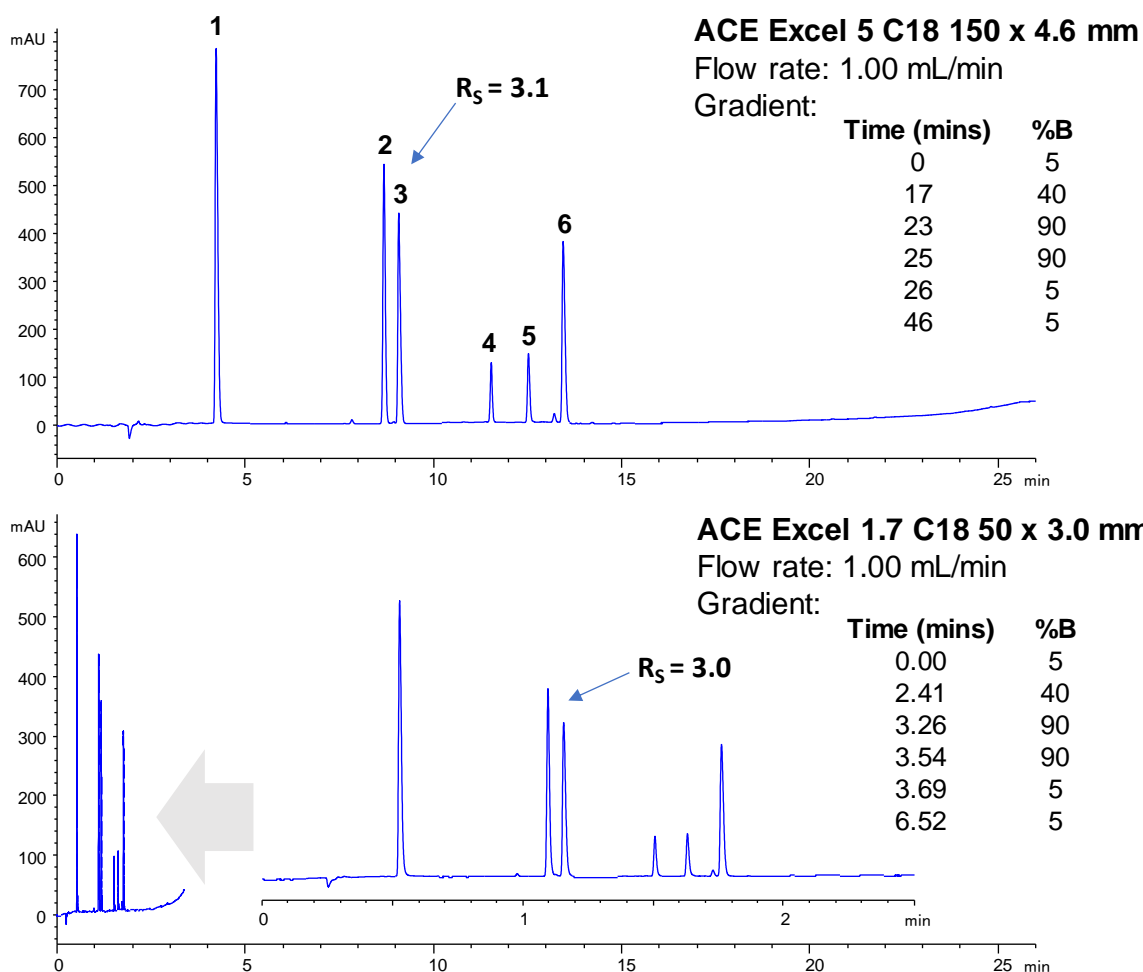 ACE Excel 5 C18 150 x 4.6 mm
Flow rate: 1.00 mL/min
Gradient:
Time (mins) %B
0 5
17 40
23 90
25 90
26 5
46 5
mAU
700
600
500
400
300
200
100
0
1
2
3
4
5
6
RS = 3.1
0 5 10 15 20 25 min
ACE Excel 1.7 C18 50 x 3.0 mm
Flow rate: 1.00 mL/min
Gradient:
Time (mins) %B
0.00 5
2.41 40
3.26 90
3.54 90
3.69 5
6.52 5
mAU
600
500
400
300
200
100
0
RS = 3.0
0 1 2 min
0 5 10 15 20 25 min